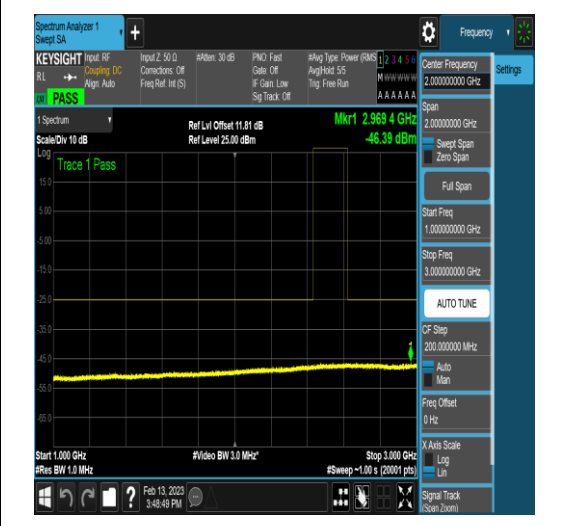 Spectrum Analyzer 1
Swept SA
+
Frequency
KEYSIGHT
Input: RF
Coupling: DC
Align: Auto
Input Z: 50 Ω
Corrections: Off
Freq Ref: Int (S)
#Atten: 30 dB
PNO: Fast
Gate: Off
IF Gain: Low
Sig Track: Off
#Avg Type: Power (RMS
Avg|Hold: 5/5
Trig: Free Run
1 2 3 4 5 6
M w w w w w
A A A A A A
RL
PASS
Center Frequency
2.000000000 GHz
Settings
Span
2.00000000 GHz
Swept Span
Zero Span
Full Span
Start Freq
1.000000000 GHz
Stop Freq
3.000000000 GHz
AUTO TUNE
CF Step
200.000000 MHz
Auto
Man
Freq Offset
0 Hz
X Axis Scale
Log
Lin
Signal Track
(Span Zoom)
1 Spectrum
Scale/Div 10 dB
Ref Lvl Offset 11.81 dB
Ref Level 25.00 dBm
Mkr1 2.969 4 GHz
-46.39 dBm
Log
Trace 1 Pass
15.0
5.00
-5.00
-15.0
-25.0
-35.0
-45.0
-55.0
-65.0
1
Start 1.000 GHz
#Res BW 1.0 MHz
#Video BW 3.0 MHz*
Stop 3.000 GHz
#Sweep ~1.00 s (20001 pts)
?
Feb 13, 2023
3:48:49 PM